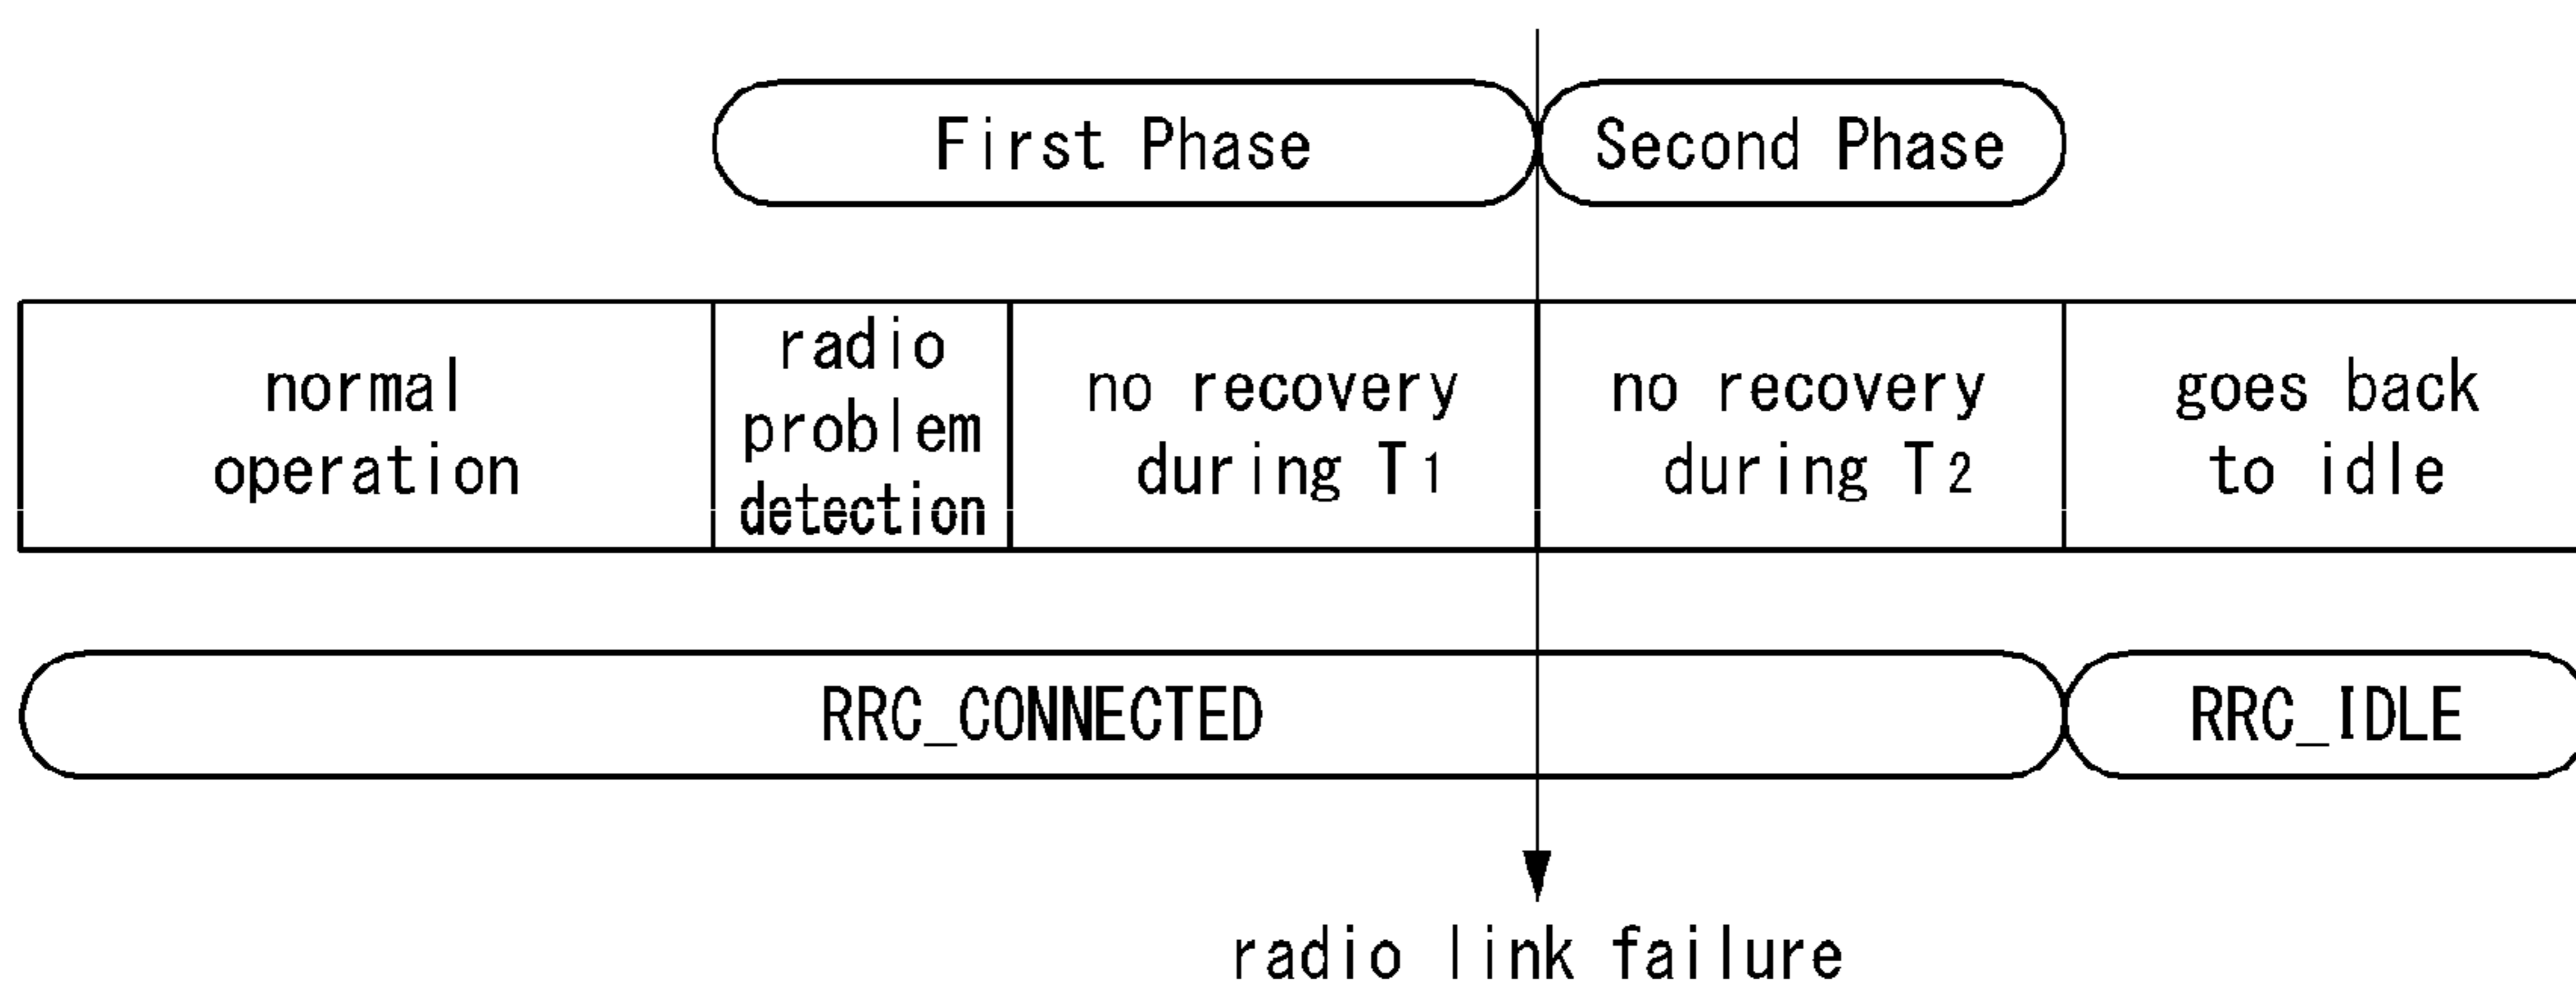 First Phase
Second Phase
normal
operation
radio
problem
detection
no recovery
during T1
no recovery
during T2
goes back
to idle
RRC_CONNECTED
RRC_IDLE
radio link failure